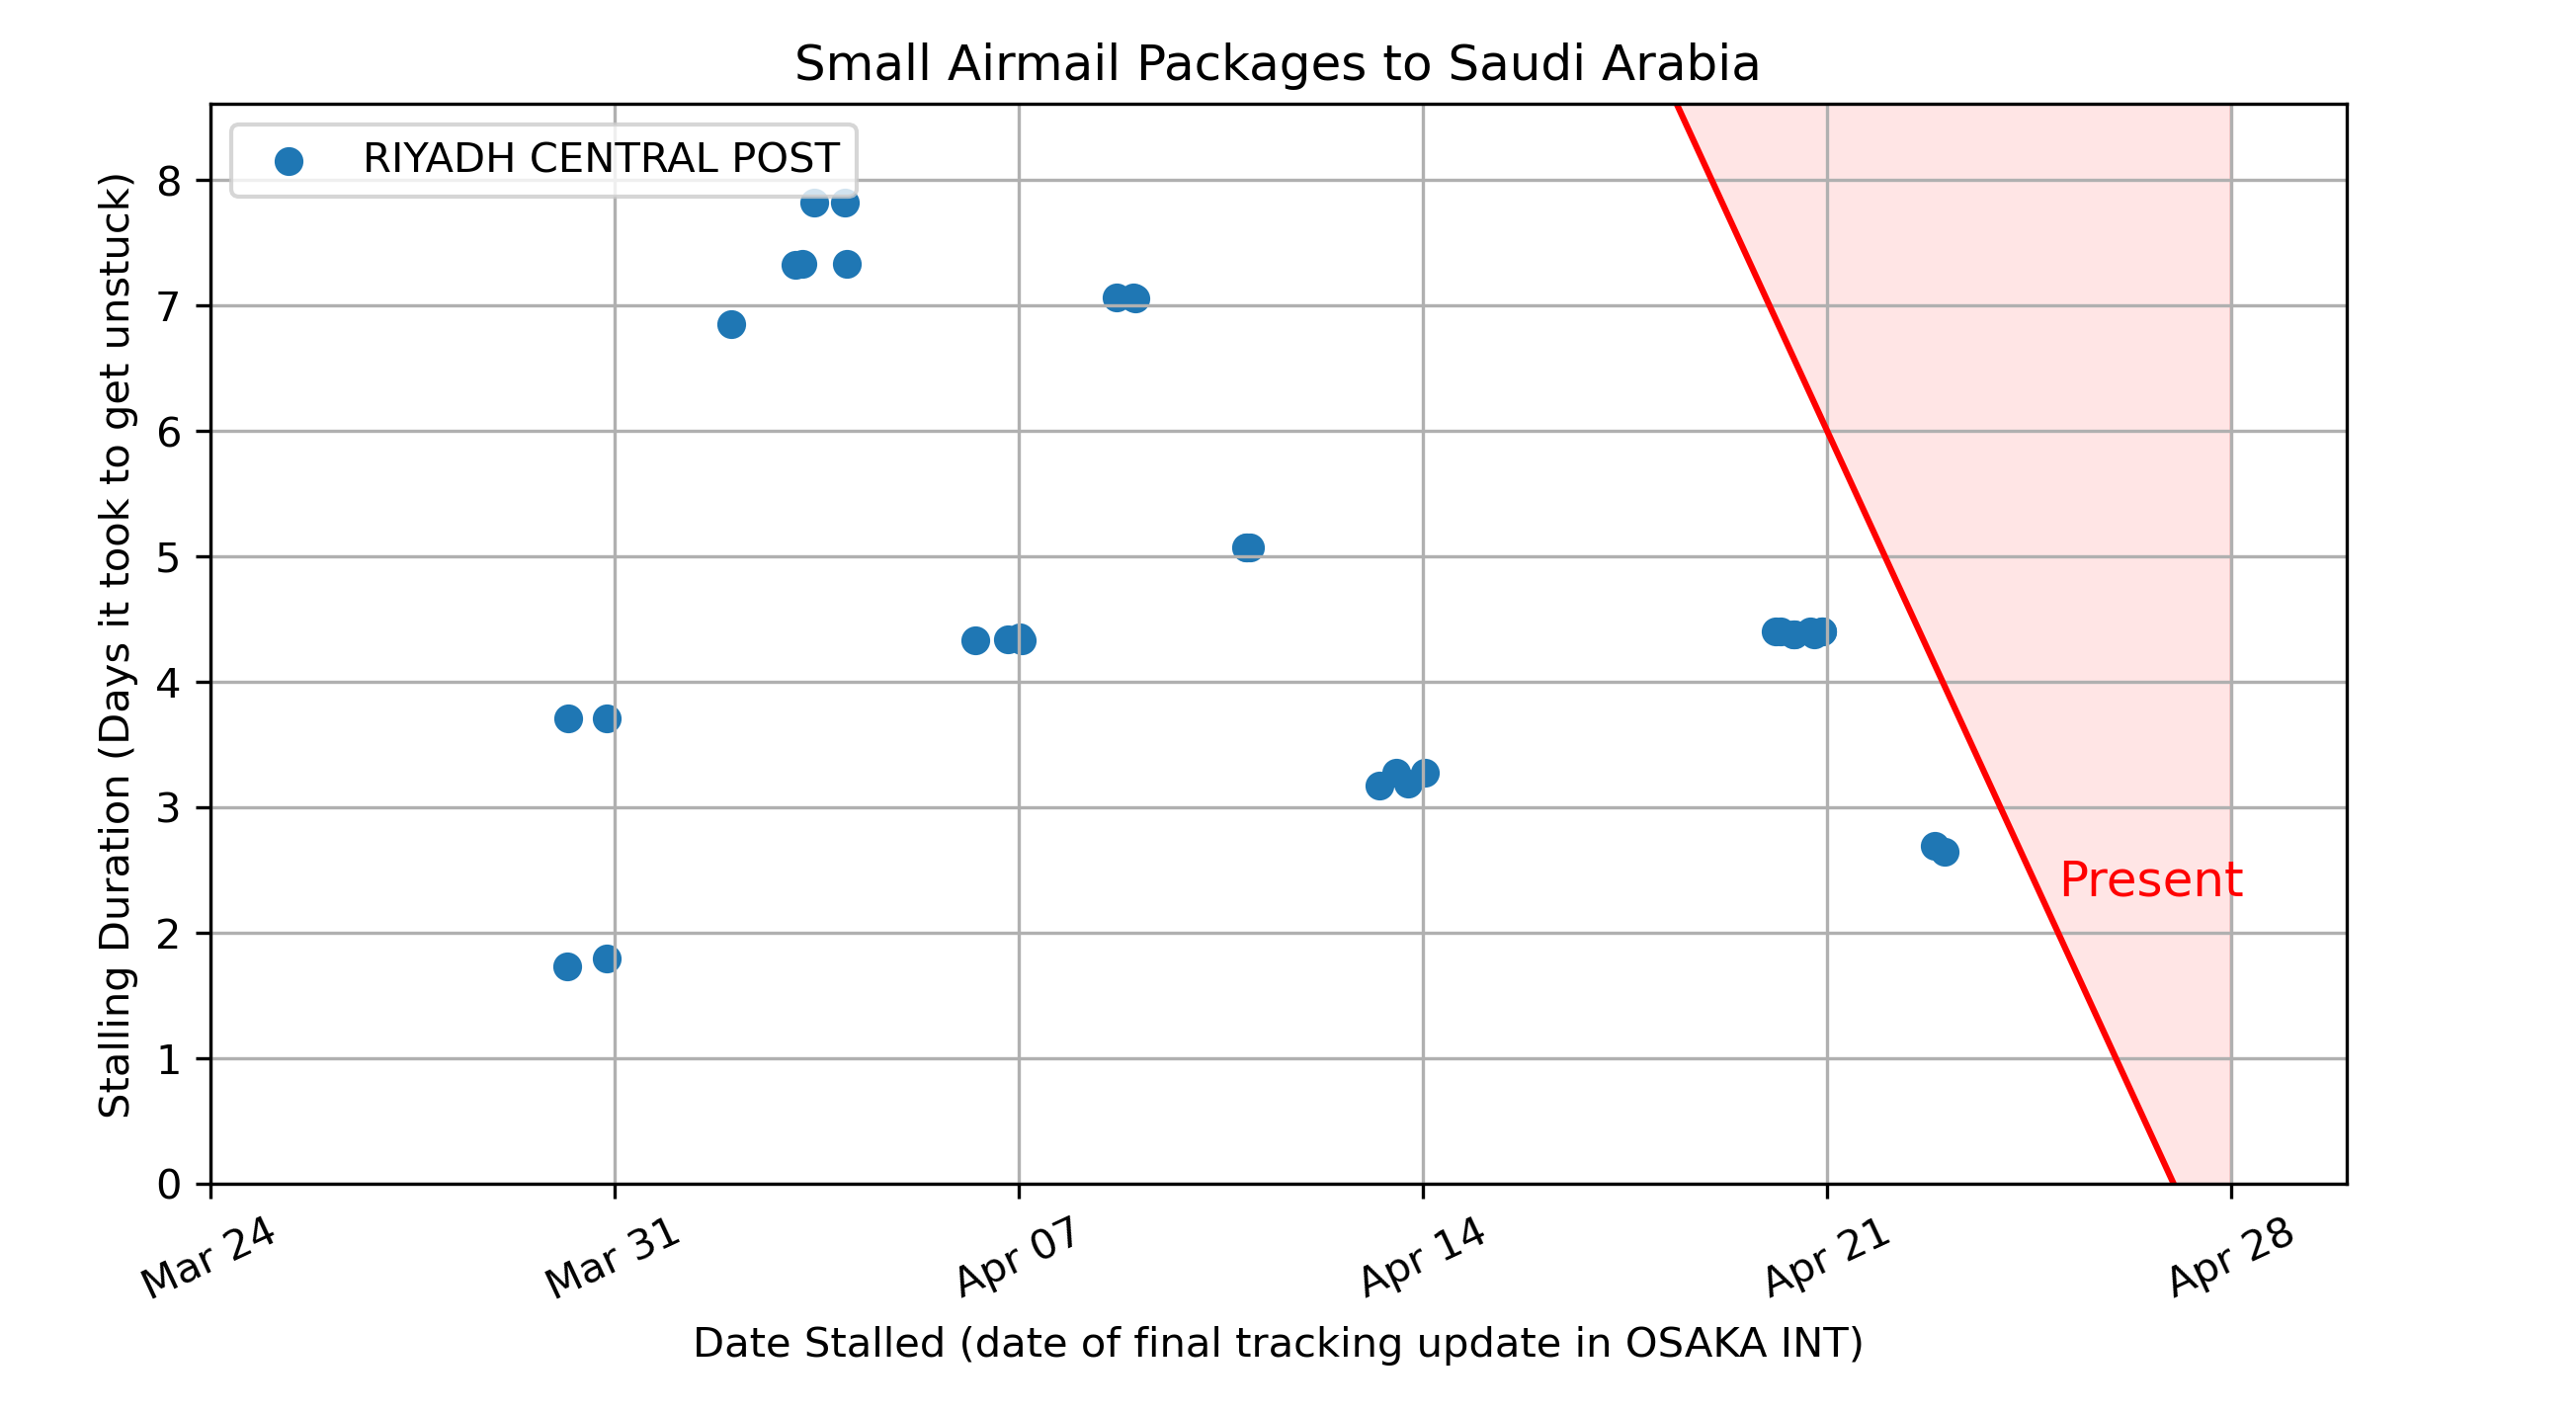 Small Airmail Packages to Saudi Arabia
RIYADH CENTRAL POST
Stalling Duration (Days it took to get unstuck)
8
7
6
5
4
3
2
1
0
Present
Mar 24
Mar 31
Apr 07
Apr 14
Apr 21
Apr 28
Date Stalled (date of final tracking update in OSAKA INT)